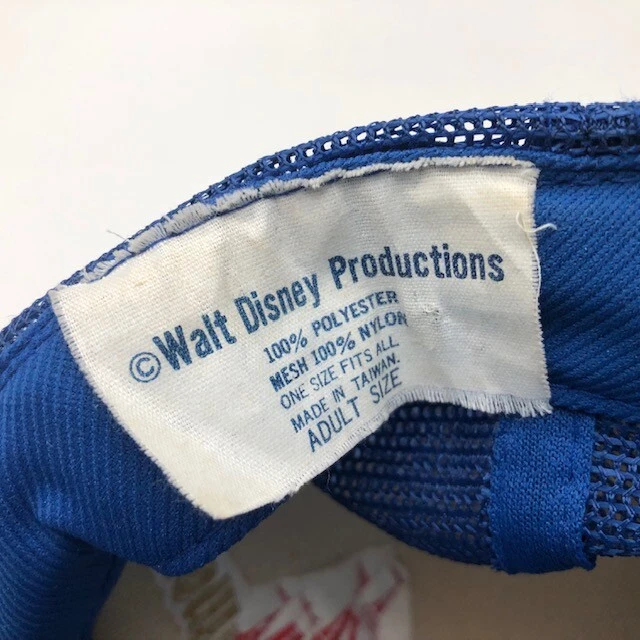 ©Walt Disney Productions
100% POLYESTER
MESH 100% NYLON
ONE SIZE FITS ALL
MADE IN TAIWAN.
ADULT SIZE